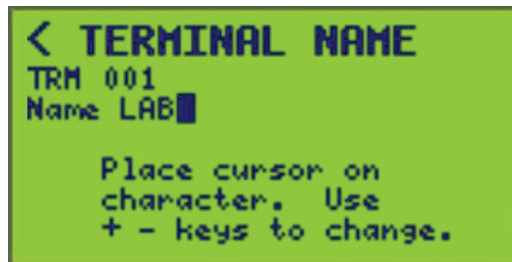 < TERMINAL NAME
TRM 001
Name LAB
Place cursor on
character. Use
+ - keys to change.